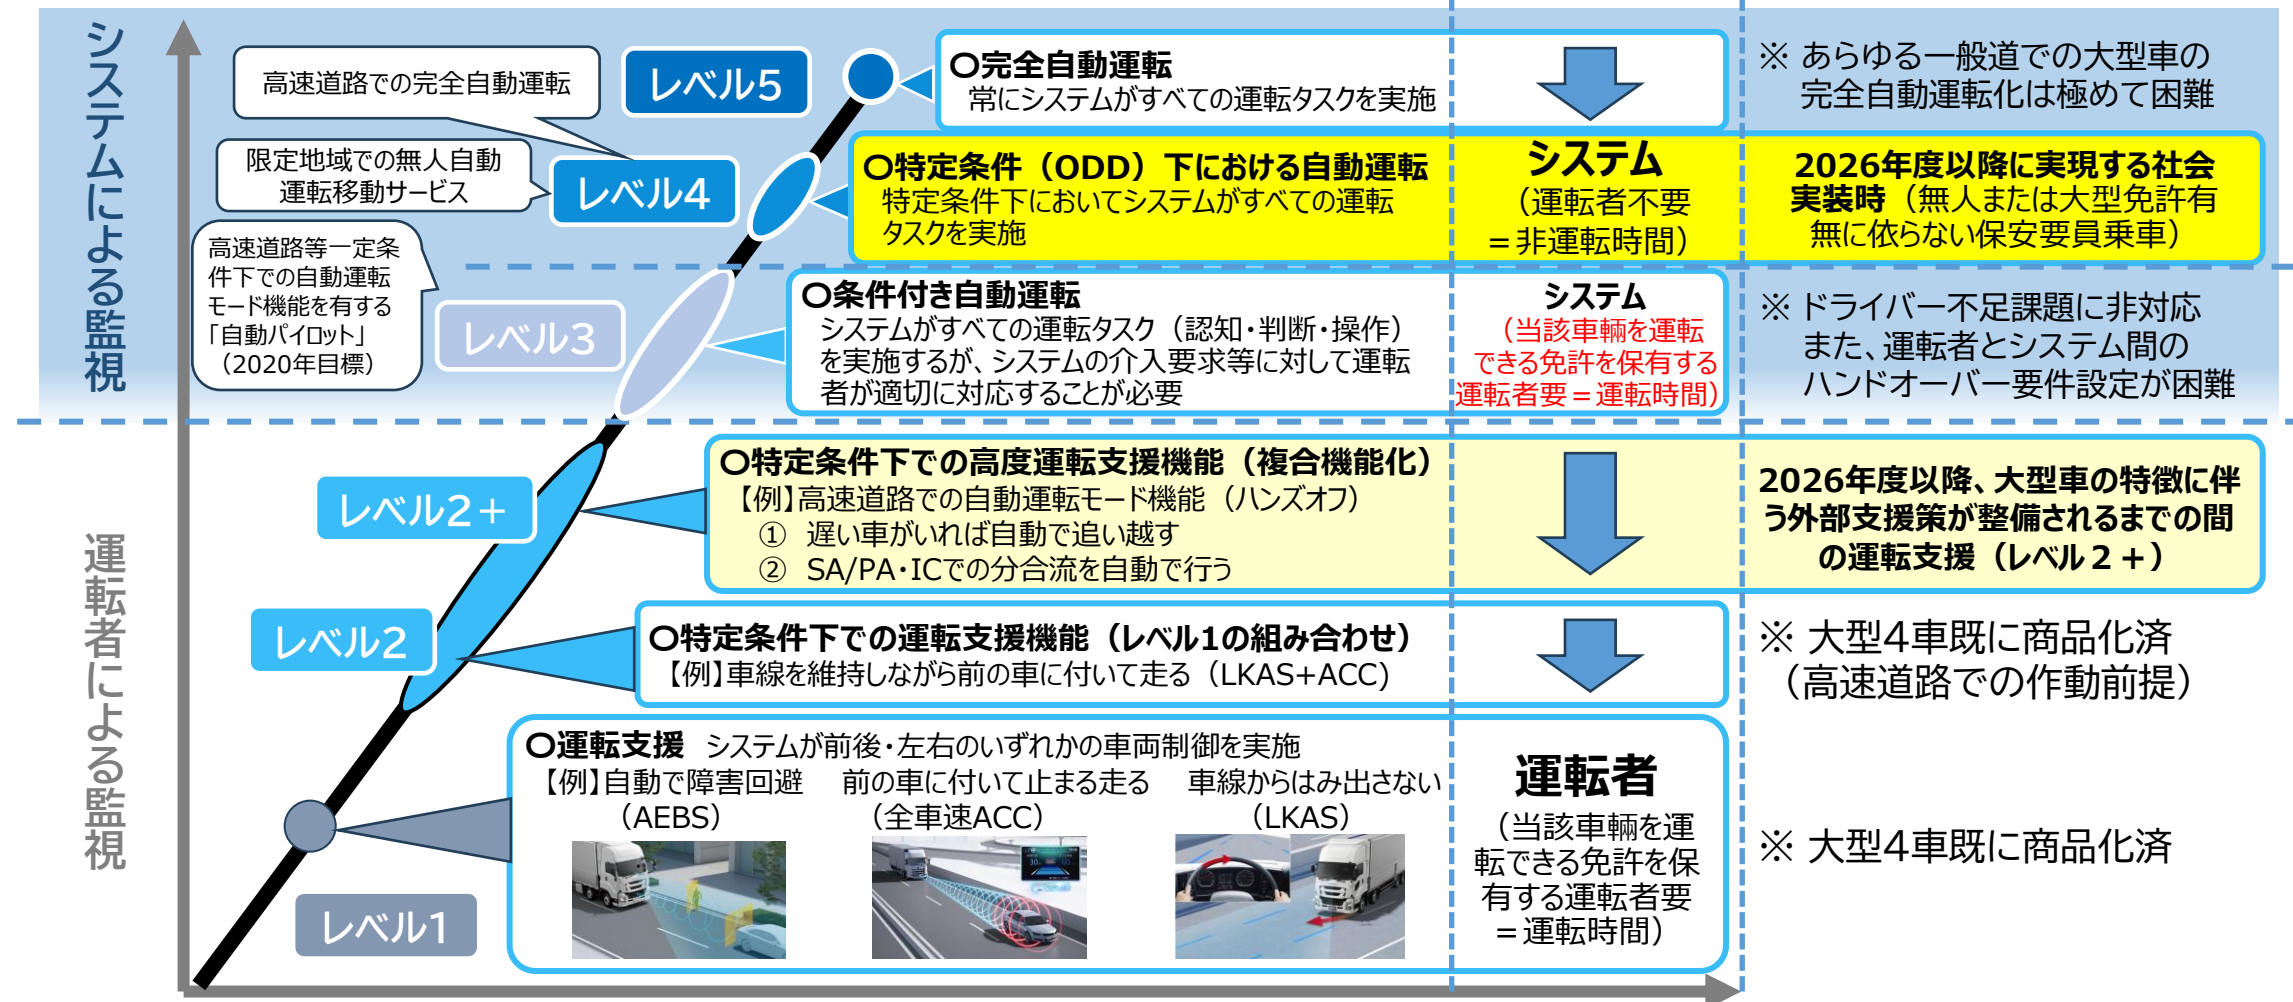 システムによる監視
運転者による監視
高速道路での完全自動運転
レベル5
〇完全自動運転
常にシステムがすべての運転タスクを実施
※ あらゆる一般道での大型車の
完全自動運転化は極めて困難
限定地域での無人自動
運転移動サービス
レベル4
〇特定条件（ODD）下における自動運転
特定条件下においてシステムがすべての運転
タスクを実施
システム
（運転者不要
＝非運転時間）
2026年度以降に実現する社会
実装時（無人または大型免許有
無に依らない保安要員乗車）
高速道路等一定条
件下での自動運転
モード機能を有する
「自動パイロット」
（2020年目標）
レベル3
〇条件付き自動運転
システムがすべての運転タスク（認知・判断・操作）
を実施するが、システムの介入要求等に対して運転
者が適切に対応することが必要
システム
（当該車輛を運転
できる免許を保有する
運転者要＝運転時間）
※ ドライバー不足課題に非対応
また、運転者とシステム間の
ハンドオーバー要件設定が困難
レベル2＋
〇特定条件下での高度運転支援機能（複合機能化）
【例】高速道路での自動運転モード機能（ハンズオフ）
① 遅い車がいれば自動で追い越す
② SA/PA・ICでの分合流を自動で行う
2026年度以降、大型車の特徴に伴
う外部支援策が整備されるまでの間
の運転支援（レベル２＋）
レベル2
〇特定条件下での運転支援機能（レベル1の組み合わせ）
【例】車線を維持しながら前の車に付いて走る（LKAS+ACC)
※ 大型4車既に商品化済
（高速道路での作動前提）
レベル1
〇運転支援 システムが前後・左右のいずれかの車両制御を実施
【例】自動で障害回避 前の車に付いて止まる走る 車線からはみ出さない
（AEBS） （全車速ACC） （LKAS）
運転者
（当該車輛を運
転できる免許を保
有する運転者要
＝運転時間）
※ 大型4車既に商品化済